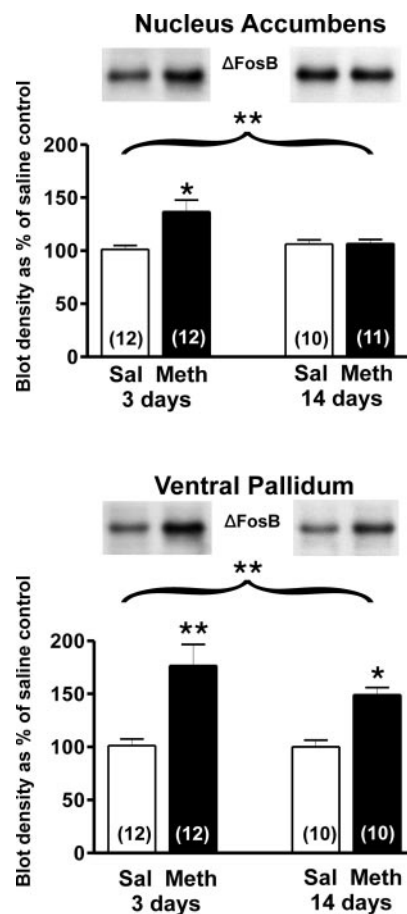 Nucleus Accumbens
ΔFosB
**
Blot density as % of saline control
200
150
100
50
0
*
(12) (12) (10) (11)
Sal Meth Sal Meth
3 days 14 days
Ventral Pallidum
ΔFosB
**
Blot density as % of saline control
200
150
100
50
0
** *
(12) (12) (10) (10)
Sal Meth Sal Meth
3 days 14 days